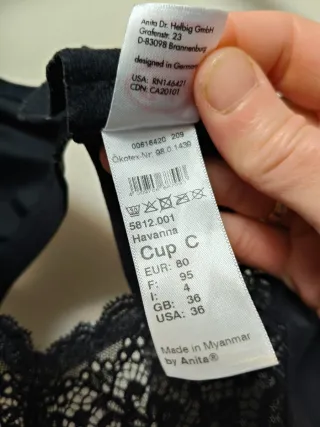 Anita Dr. Helbig GmbH
Grafenstr. 23
D-83098 Brannenburg
designed in Germany
USA: RN146421
CDN: CA20101
00616420 209
Ökotex-Nr. 98.0.1439
5812.001
Havanna
Cup C
EUR: 80
F: 95
I: 4
GB: 36
USA: 36
Made in Myanmar
by Anita®